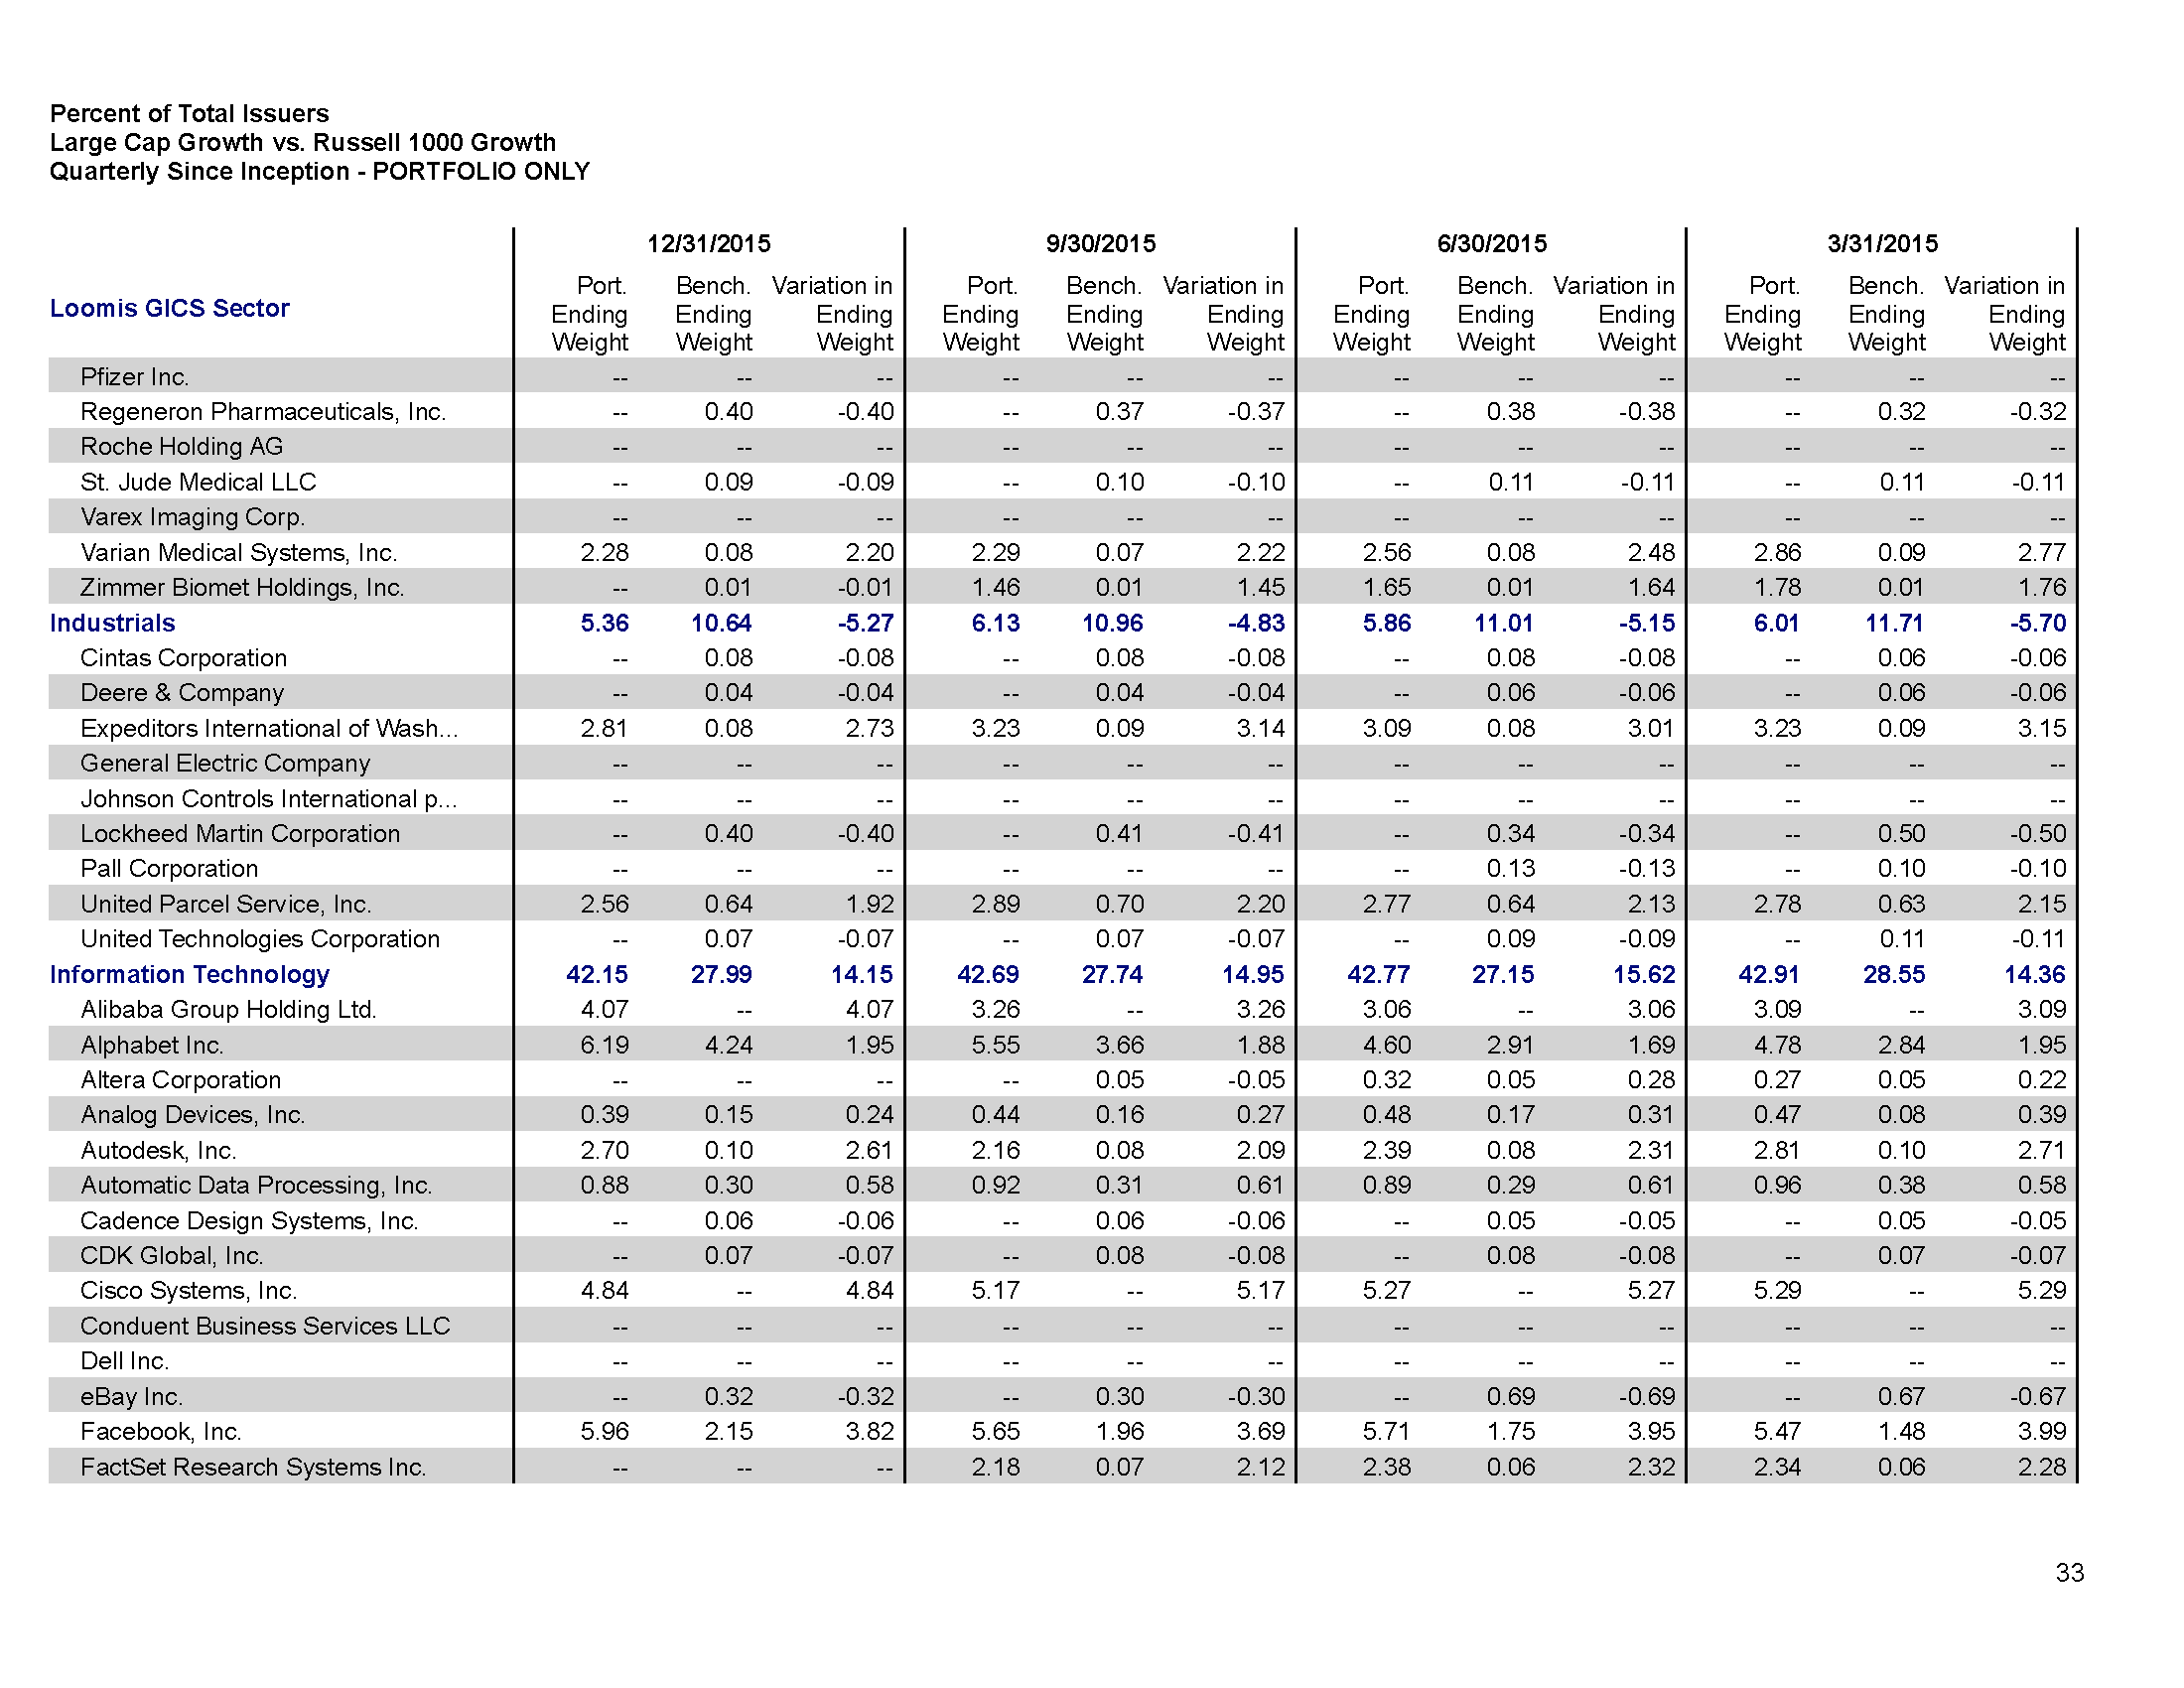 Percent of Total Issuers
Large Cap Growth vs. Russell 1000 Growth
Quarterly Since Inception - PORTFOLIO ONLY
12/31/2015 9/30/2015 6/30/2015 3/31/2015
Loomis GICS Sector
Port. Bench. Variation in Port. Bench. Variation in Port. Bench. Variation in Port. Bench. Variation in
Ending Ending Ending Ending Ending Ending Ending Ending Ending Ending Ending Ending
Weight Weight Weight Weight Weight Weight Weight Weight Weight Weight Weight Weight
Pfizer Inc. -- -- -- -- -- -- -- -- -- -- -- --
Regeneron Pharmaceuticals, Inc. -- 0.40 -0.40 -- 0.37 -0.37 -- 0.38 -0.38 -- 0.32 -0.32
Roche Holding AG -- -- -- -- -- -- -- -- -- -- -- --
St. Jude Medical LLC -- 0.09 -0.09 -- 0.10 -0.10 -- 0.11 -0.11 -- 0.11 -0.11
Varex Imaging Corp. -- -- -- -- -- -- -- -- -- -- -- --
Varian Medical Systems, Inc. 2.28 0.08 2.20 2.29 0.07 2.22 2.56 0.08 2.48 2.86 0.09 2.77
Zimmer Biomet Holdings, Inc. -- 0.01 -0.01 1.46 0.01 1.45 1.65 0.01 1.64 1.78 0.01 1.76
Industrials 5.36 10.64 -5.27 6.13 10.96 -4.83 5.86 11.01 -5.15 6.01 11.71 -5.70
Cintas Corporation -- 0.08 -0.08 -- 0.08 -0.08 -- 0.08 -0.08 -- 0.06 -0.06
Deere & Company -- 0.04 -0.04 -- 0.04 -0.04 -- 0.06 -0.06 -- 0.06 -0.06
Expeditors International of Wash... 2.81 0.08 2.73 3.23 0.09 3.14 3.09 0.08 3.01 3.23 0.09 3.15
General Electric Company -- -- -- -- -- -- -- -- -- -- -- --
Johnson Controls International p... -- -- -- -- -- -- -- -- -- -- -- --
Lockheed Martin Corporation -- 0.40 -0.40 -- 0.41 -0.41 -- 0.34 -0.34 -- 0.50 -0.50
Pall Corporation -- -- -- -- -- -- -- 0.13 -0.13 -- 0.10 -0.10
United Parcel Service, Inc. 2.56 0.64 1.92 2.89 0.70 2.20 2.77 0.64 2.13 2.78 0.63 2.15
United Technologies Corporation -- 0.07 -0.07 -- 0.07 -0.07 -- 0.09 -0.09 -- 0.11 -0.11
Information Technology 42.15 27.99 14.15 42.69 27.74 14.95 42.77 27.15 15.62 42.91 28.55 14.36
Alibaba Group Holding Ltd. 4.07 -- 4.07 3.26 -- 3.26 3.06 -- 3.06 3.09 -- 3.09
Alphabet Inc. 6.19 4.24 1.95 5.55 3.66 1.88 4.60 2.91 1.69 4.78 2.84 1.95
Altera Corporation -- -- -- -- 0.05 -0.05 0.32 0.05 0.28 0.27 0.05 0.22
Analog Devices, Inc. 0.39 0.15 0.24 0.44 0.16 0.27 0.48 0.17 0.31 0.47 0.08 0.39
Autodesk, Inc. 2.70 0.10 2.61 2.16 0.08 2.09 2.39 0.08 2.31 2.81 0.10 2.71
Automatic Data Processing, Inc. 0.88 0.30 0.58 0.92 0.31 0.61 0.89 0.29 0.61 0.96 0.38 0.58
Cadence Design Systems, Inc. -- 0.06 -0.06 -- 0.06 -0.06 -- 0.05 -0.05 -- 0.05 -0.05
CDK Global, Inc. -- 0.07 -0.07 -- 0.08 -0.08 -- 0.08 -0.08 -- 0.07 -0.07
Cisco Systems, Inc. 4.84 -- 4.84 5.17 -- 5.17 5.27 -- 5.27 5.29 -- 5.29
Conduent Business Services LLC -- -- -- -- -- -- -- -- -- -- -- --
Dell Inc. -- -- -- -- -- -- -- -- -- -- -- --
eBay Inc. -- 0.32 -0.32 -- 0.30 -0.30 -- 0.69 -0.69 -- 0.67 -0.67
Facebook, Inc. 5.96 2.15 3.82 5.65 1.96 3.69 5.71 1.75 3.95 5.47 1.48 3.99
FactSet Research Systems Inc. -- -- -- 2.18 0.07 2.12 2.38 0.06 2.32 2.34 0.06 2.28
33